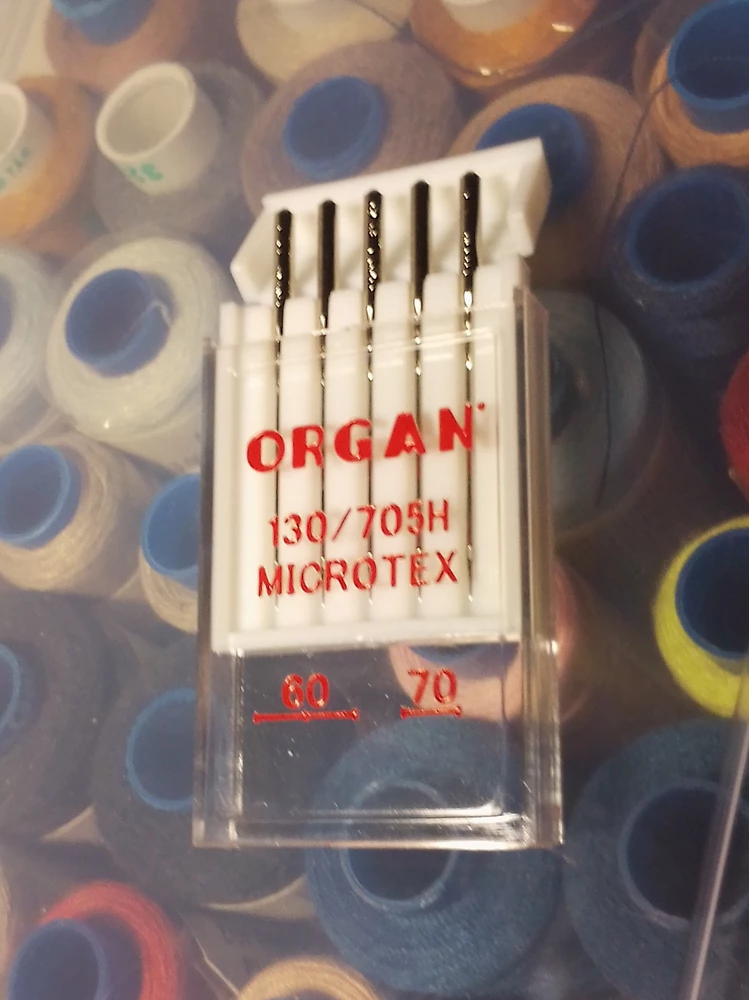 ORGAN
130/705H
MICROTEX
60 70